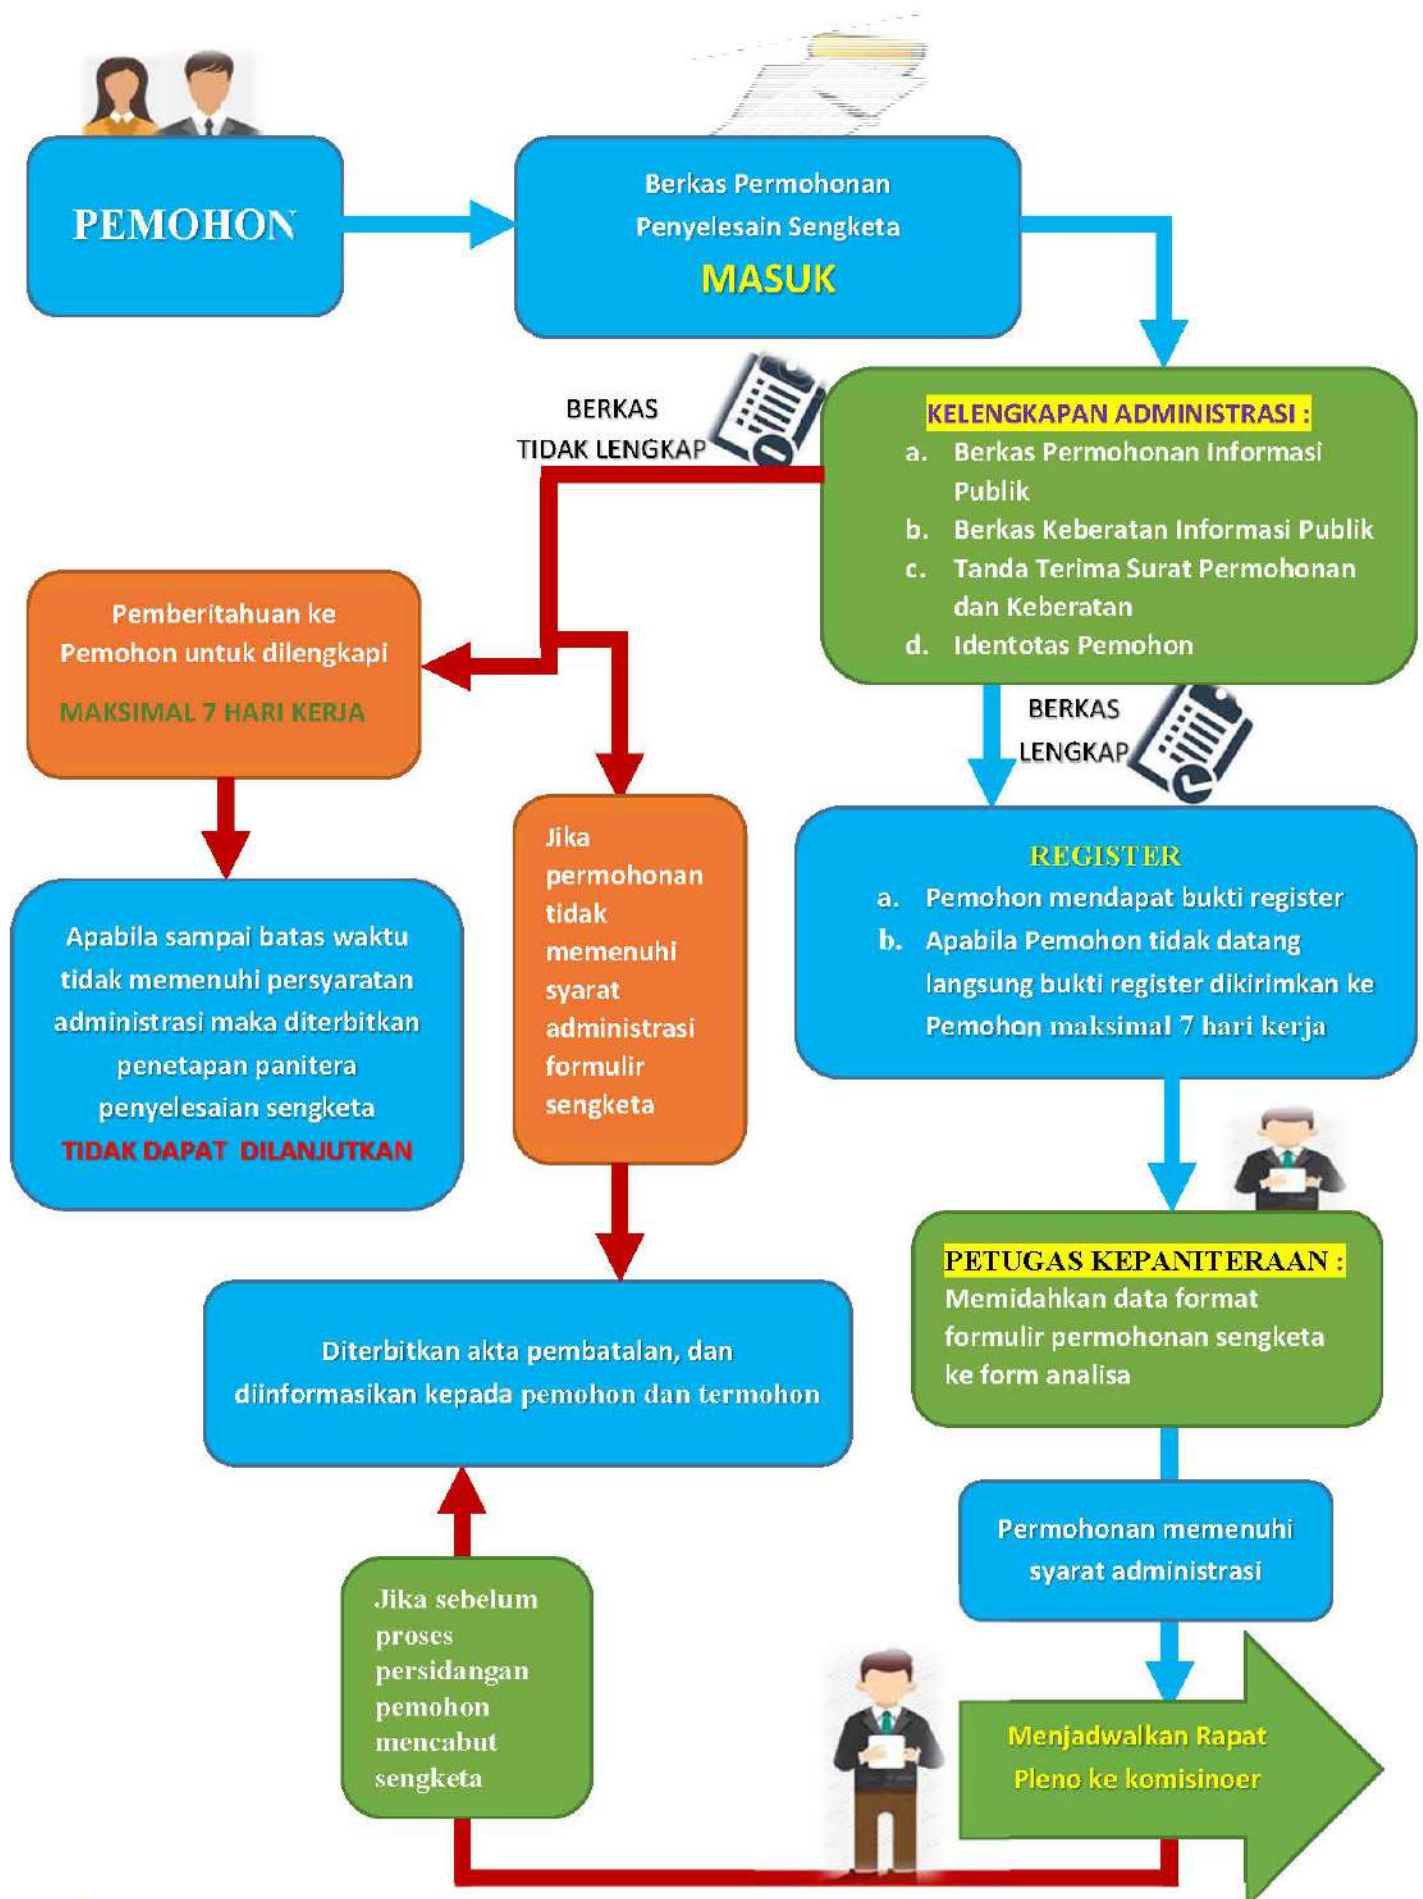 PEMOHON
Berkas Permohonan
Penyelesain Sengketa
MASUK
BERKAS
TIDAK LENGKAP
KELENGKAPAN ADMINISTRASI :
a. Berkas Permohonan Informasi
Publik
b. Berkas Keberatan Informasi Publik
c. Tanda Terima Surat Permohonan
dan Keberatan
d. Identotas Pemohon
Pemberitahuan ke
Pemohon untuk dilengkapi
MAKSIMAL 7 HARI KERJA
BERKAS
LENGKAP
Jika
permohonan
tidak
memenuhi
syarat
administrasi
formulir
sengketa
REGISTER
a. Pemohon mendapat bukti register
b. Apabila Pemohon tidak datang
langsung bukti register dikirimkan ke
Pemohon maksimal 7 hari kerja
Apabila sampai batas waktu
tidak memenuhi persyaratan
administrasi maka diterbitkan
penetapan panitera
penyelesaian sengketa
TIDAK DAPAT DILANJUTKAN
PETUGAS KEPANITERAAN :
Memidahkan data format
formulir permohonan sengketa
ke form analisa
Diterbitkan akta pembatalan, dan
diinformasikan kepada pemohon dan termohon
Permohonan memenuhi
syarat administrasi
Jika sebelum
proses
persidangan
pemohon
mencabut
sengketa
Menjadwalkan Rapat
Pleno ke komisinoer